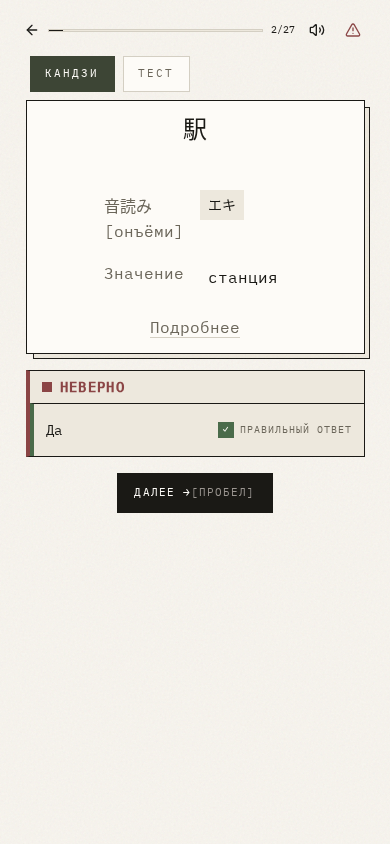 2/27
КАНДЗИ
ТЕСТ
駅
音読み
[онъёми]
エキ
Значение
станция
Подробнее
НЕВЕРНО
Да
ПРАВИЛЬНЫЙ ОТВЕТ
ДАЛЕЕ →[ПРОБЕЛ]